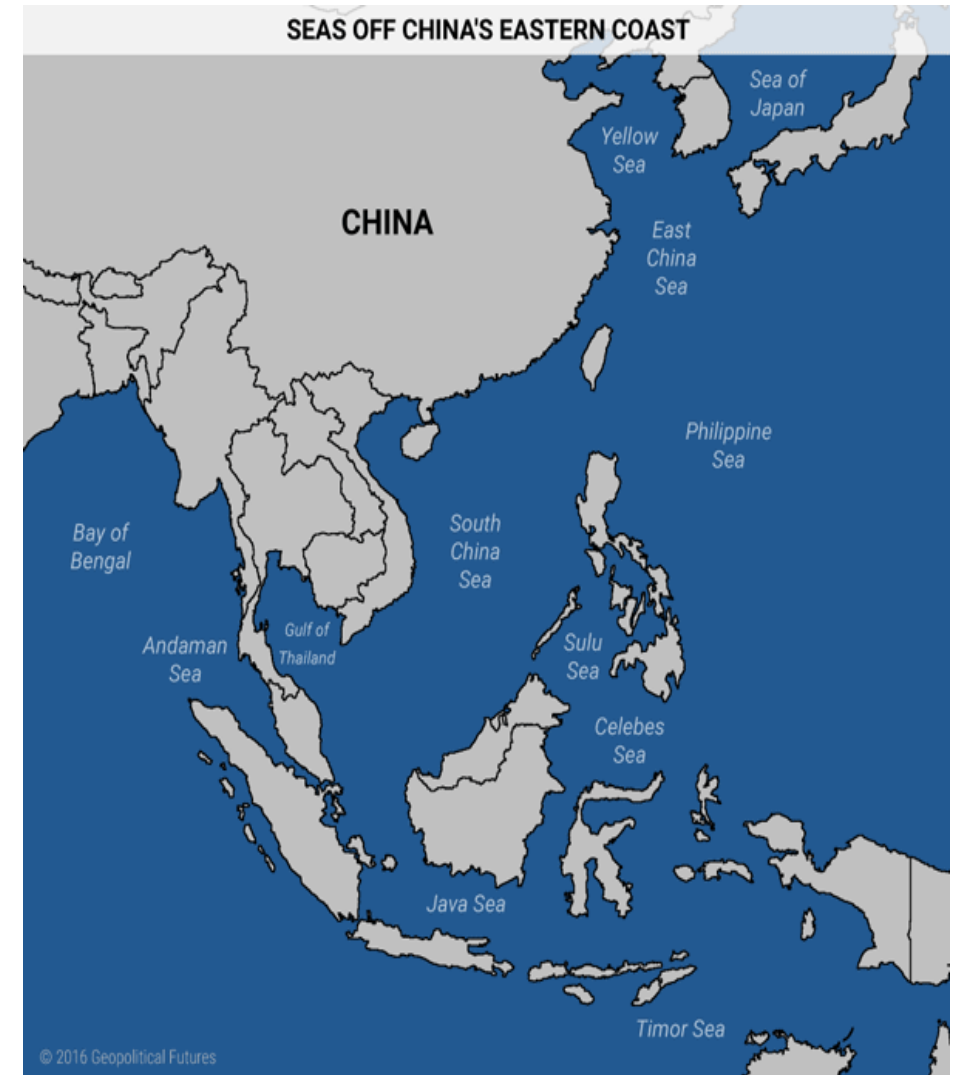 SEAS OFF CHINA'S EASTERN COAST
Sea of
Japan
Yellow
Sea
CHINA
East
China
Sea
Philippine
Sea
South
China
Sea
Bay of
Bengal
Gulf of
Thailand
Andaman
Sea
Sulu
Sea
Celebes
Sea
Java Sea
Timor Sea
© 2016 Geopolitical Futures